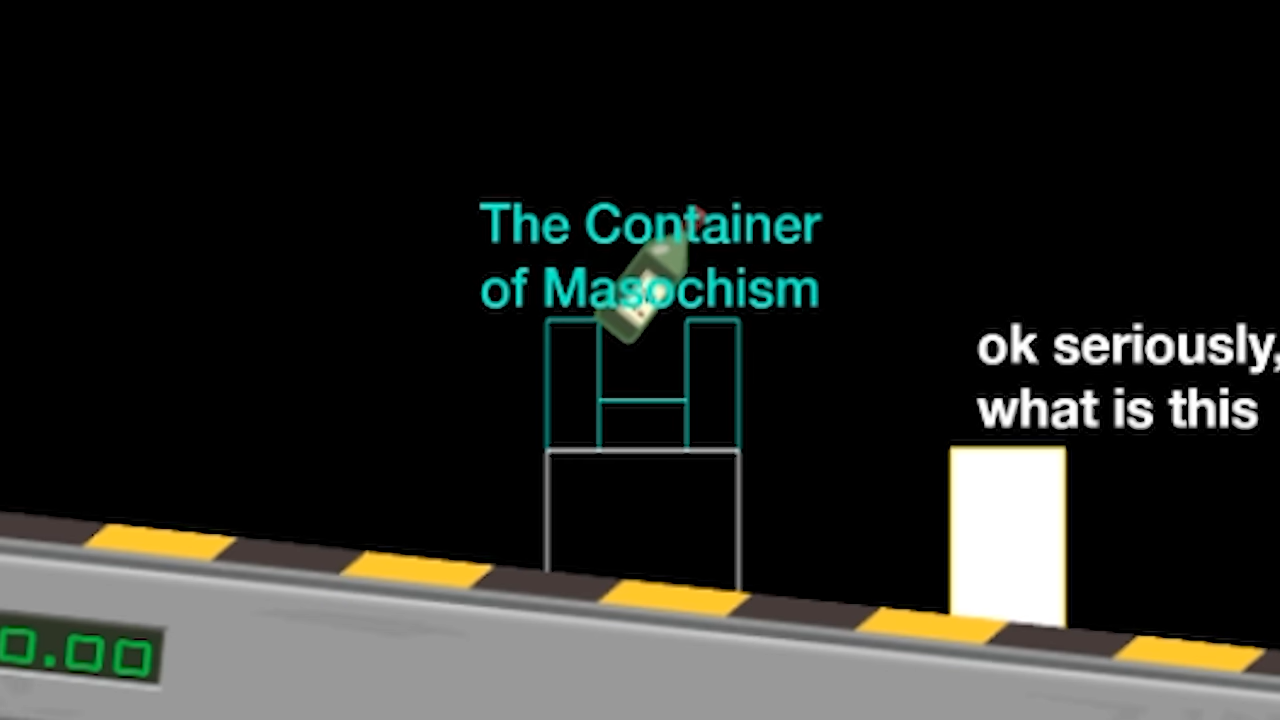 The Container
of Masochism
ok seriously,
what is this
0.00